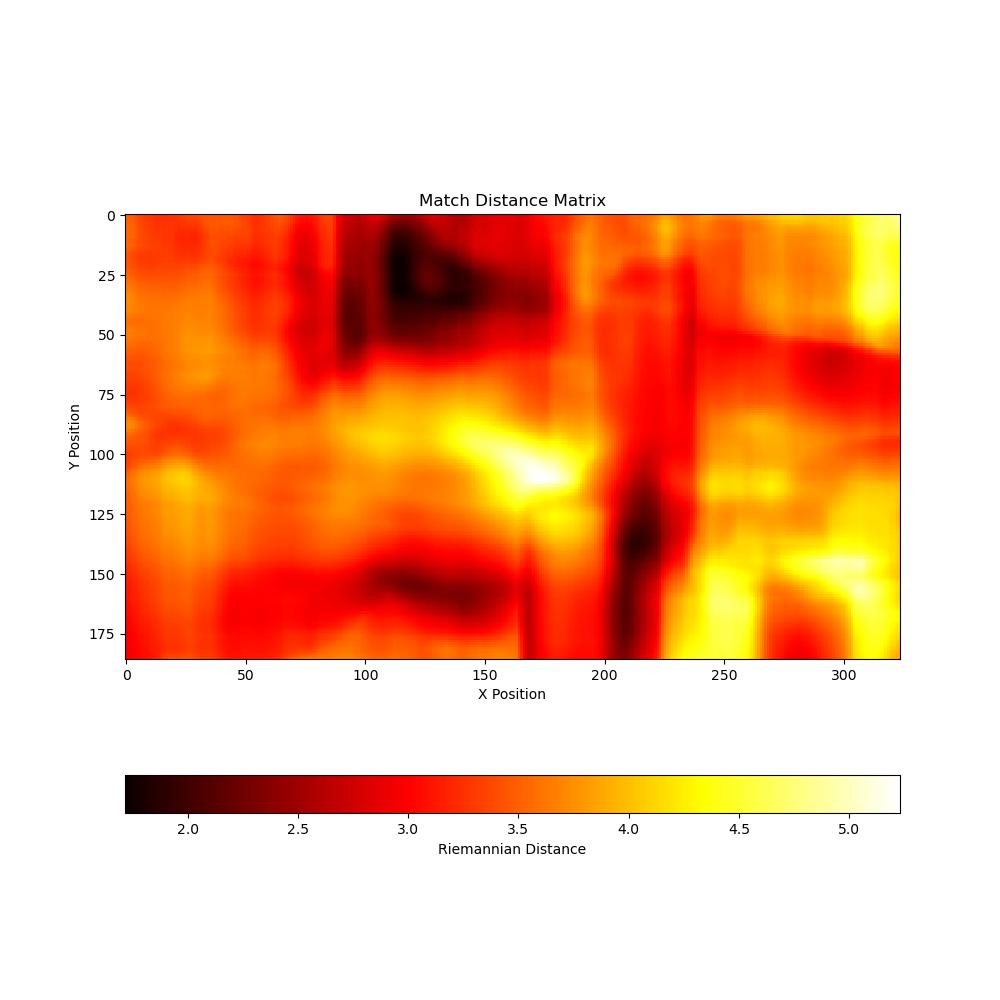 Match Distance Matrix
0
25
50
75
100
125
150
175
Y Position
0 50 100 150 200 250 300
X Position
2.0 2.5 3.0 3.5 4.0 4.5 5.0
Riemannian Distance